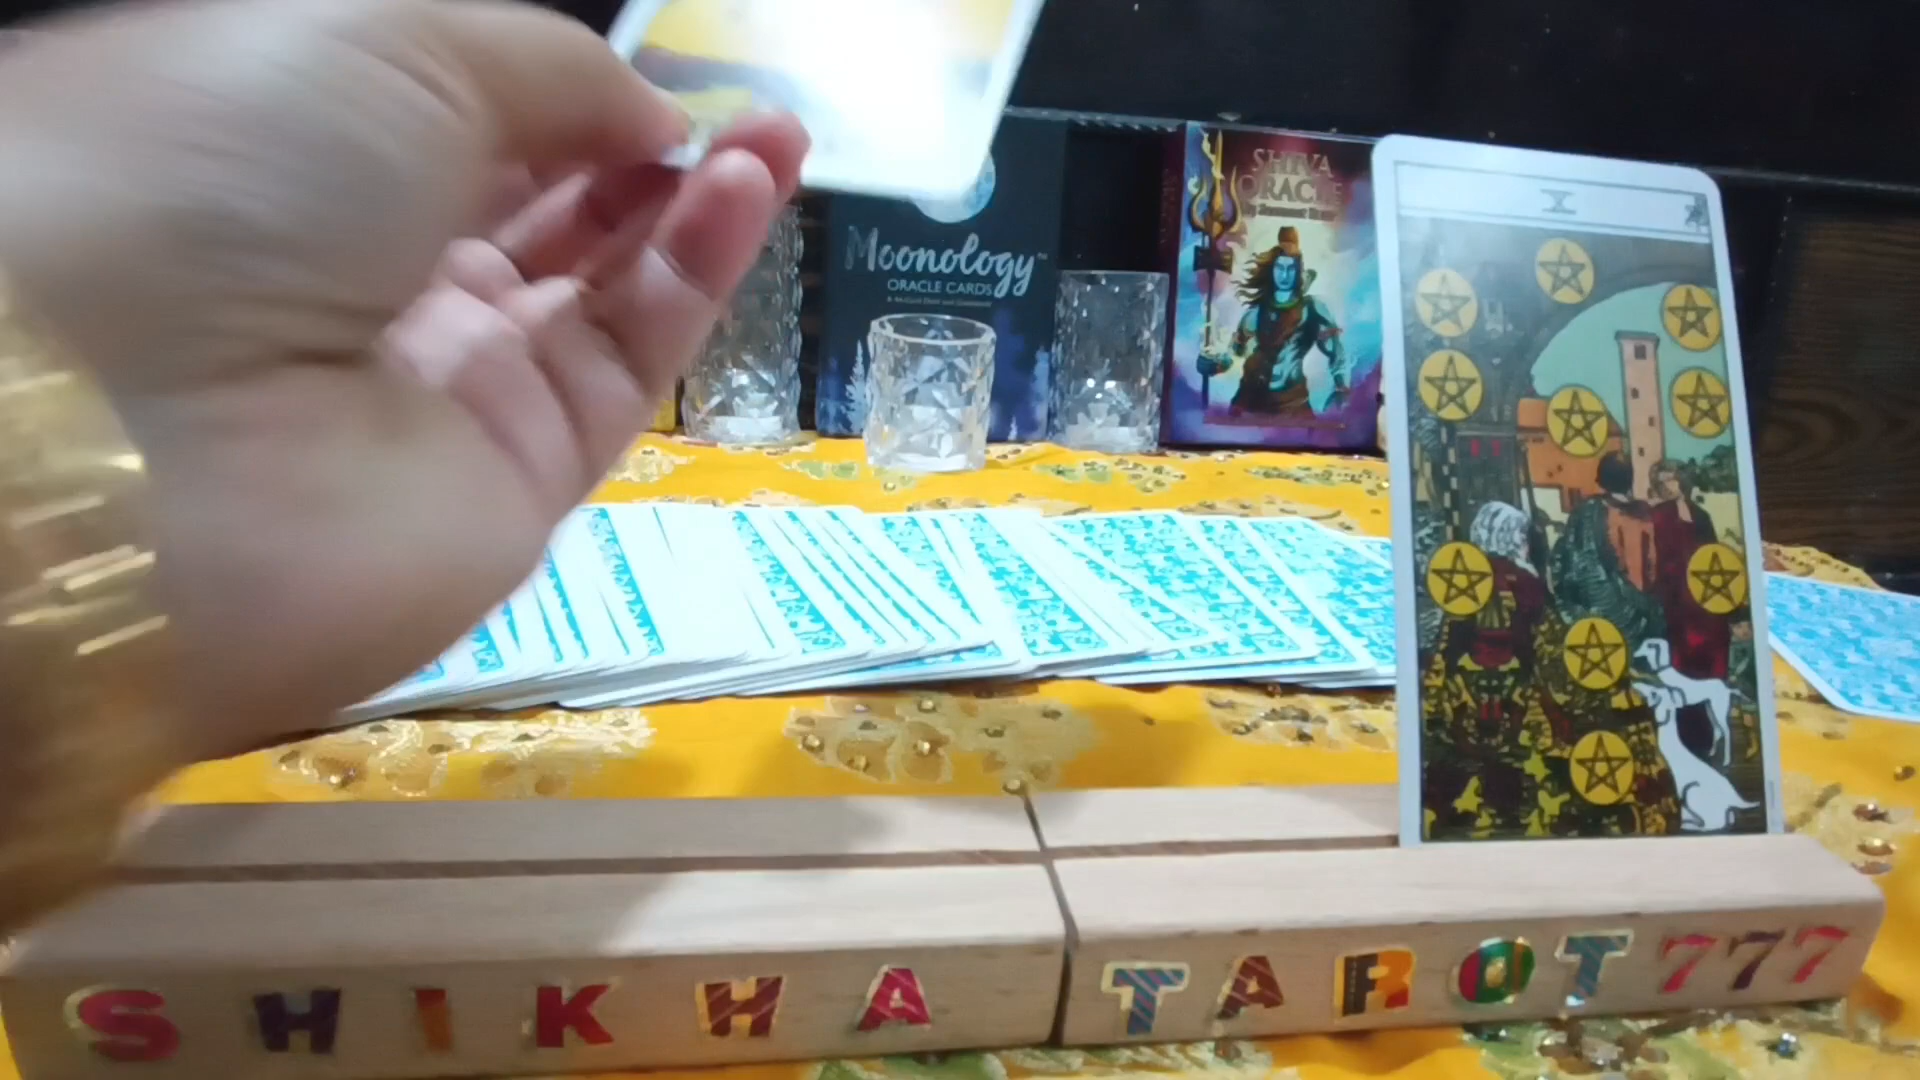 Moonology
ORACLE CARDS
SHIVA
ORACLE
X
SHIKHA TAROT 777